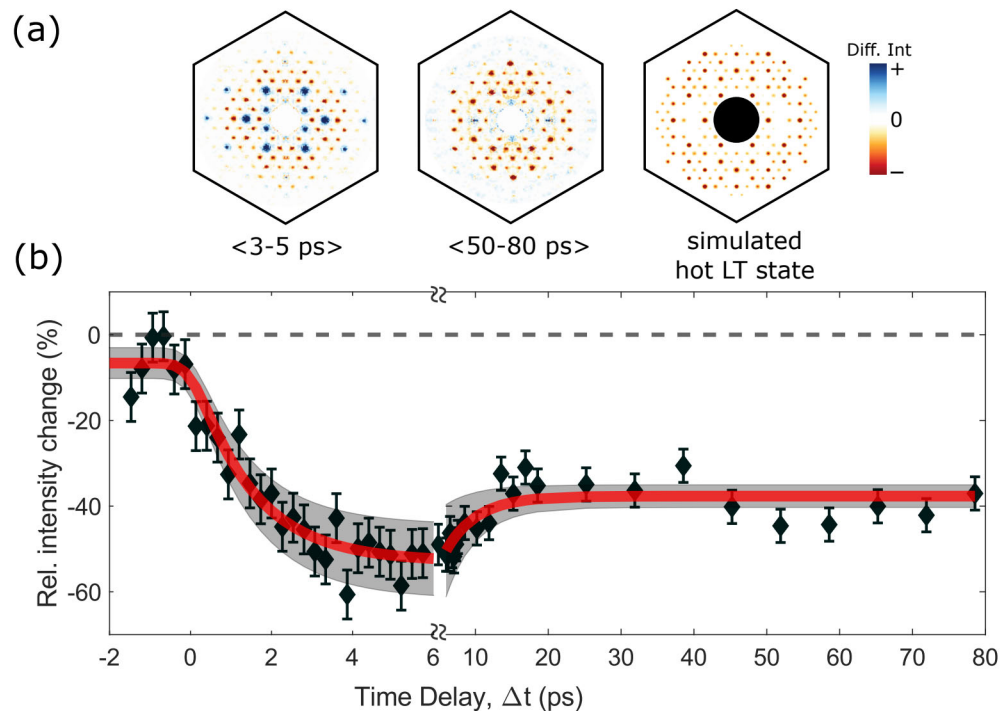 (a)
Diff. Int
+
0
−
<3-5 ps>
<50-80 ps>
simulated
hot LT state
(b)
Rel. intensity change (%)
0
-20
-40
-60
-2
0
2
4
6
10
20
30
40
50
60
70
80
Time Delay, Δt (ps)